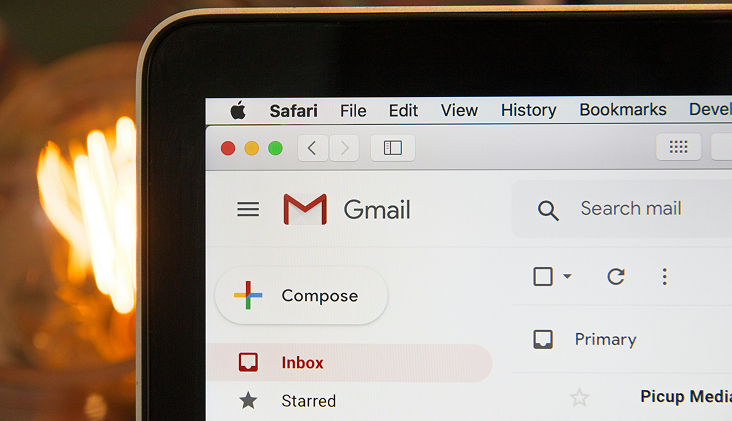 Safari File Edit View History Bookmarks Devel
Gmail
Search mail
Compose
Primary
Inbox
Starred
Picup Media